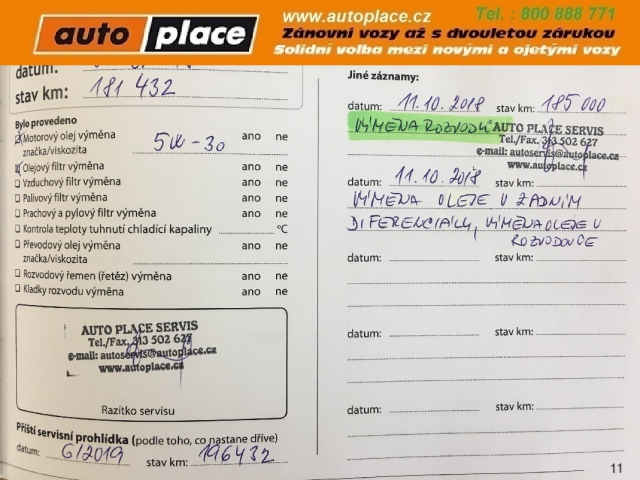 auto place
www.autoplace.cz
Tel. : 800 888 771
Zánovní vozy až s dvouletou zárukou
Solidní volba mezi novými a ojetými vozy
datum:
stav km: 181 432
Bylo provedeno
Motorový olej výměna ano ne
značka/viskozita 5W-30
Olejový filtr výměna ano ne
Vzduchový filtr výměna ano ne
Palivový filtr výměna ano ne
Prachový a pylový filtr výměna ano ne
Kontrola teploty tuhnutí chladící kapaliny °C
Převodový olej výměna ano ne
značka/viskozita
Rozvodový řemen (řetěz) výměna ano ne
Kladky rozvodu výměna ano ne
AUTO PLACE SERVIS
Tel./Fax. 313 502 627
e-mail: autoservis@autoplace.cz
www.autoplace.cz
Razítko servisu
Příští servisní prohlídka (podle toho, co nastane dříve)
datum: 6/2019 stav km: 196432
Jiné záznamy:
datum: 11.10.2018 stav km: 185 000
VÝMĚNA ROZVODŮ
AUTO PLACE SERVIS
Tel./Fax. 313 502 627
e-mail: autoservis@autoplace.cz
www.autoplace.cz
datum: 11.10.2018
VÝMĚNA OLEJE V ZADNÍM
DIFERENCIÁLU, VÝMĚNA OLEJE V
ROZVODOVCE
datum: stav km:
datum: stav km:
datum: stav km:
11